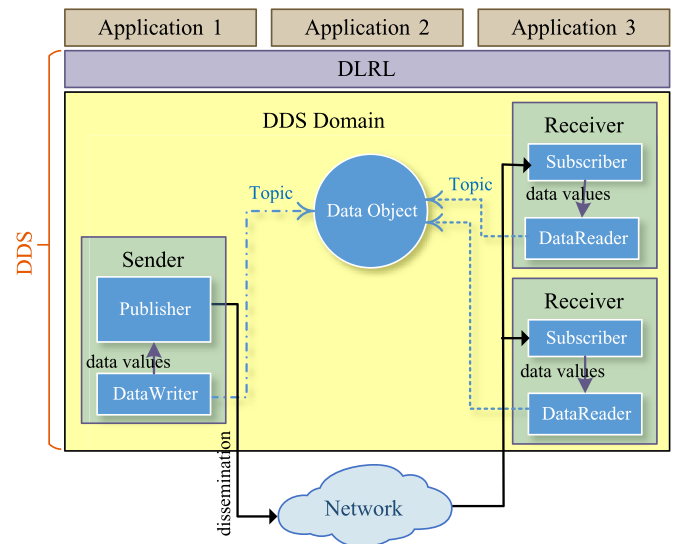 Application 1
Application 2
Application 3
DLRL
DDS
DDS Domain
Receiver
Subscriber
data values
DataReader
Topic
Topic
Data Object
Sender
Publisher
data values
DataWriter
Receiver
Subscriber
data values
DataReader
dissemination
Network